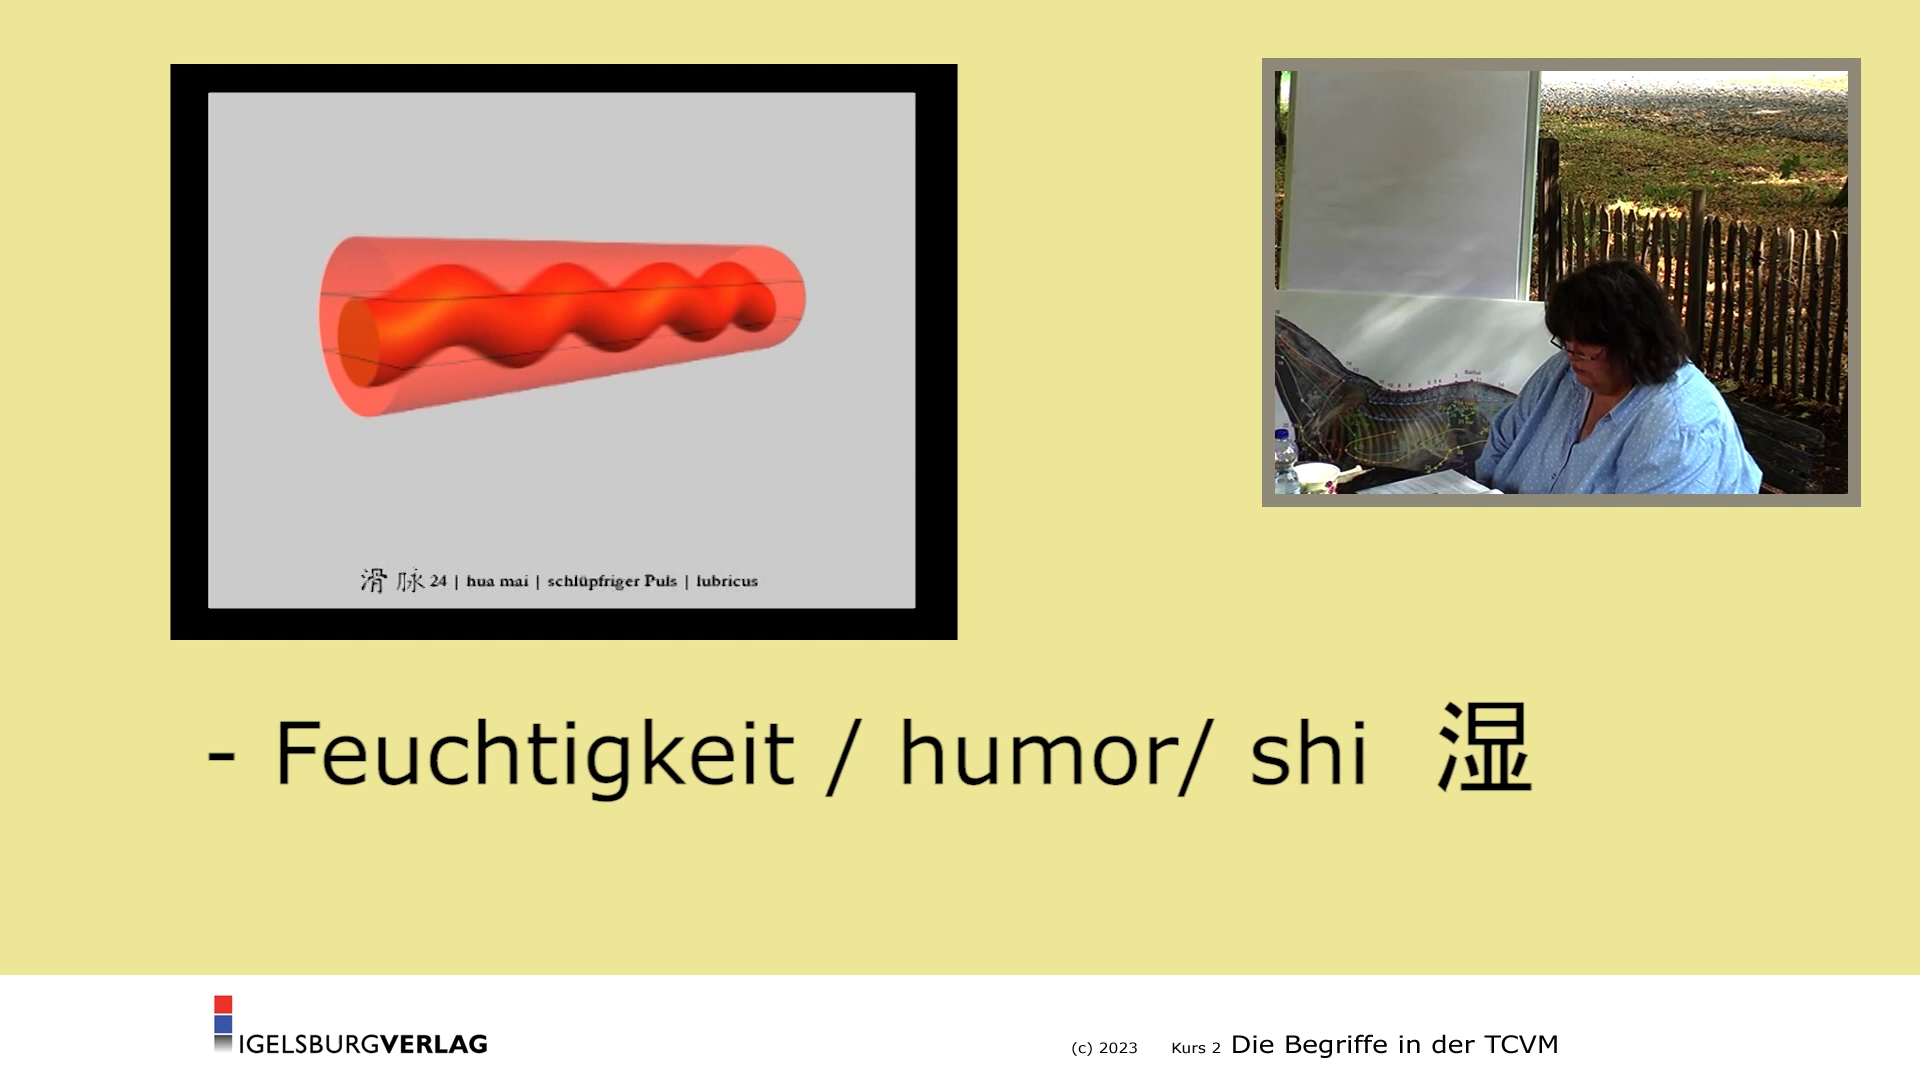 滑脉 24 | hua mai | schlüpfriger Puls | lubricus
- Feuchtigkeit / humor/ shi 湿
IGELSBURGVERLAG
(c) 2023 Kurs 2 Die Begriffe in der TCVM